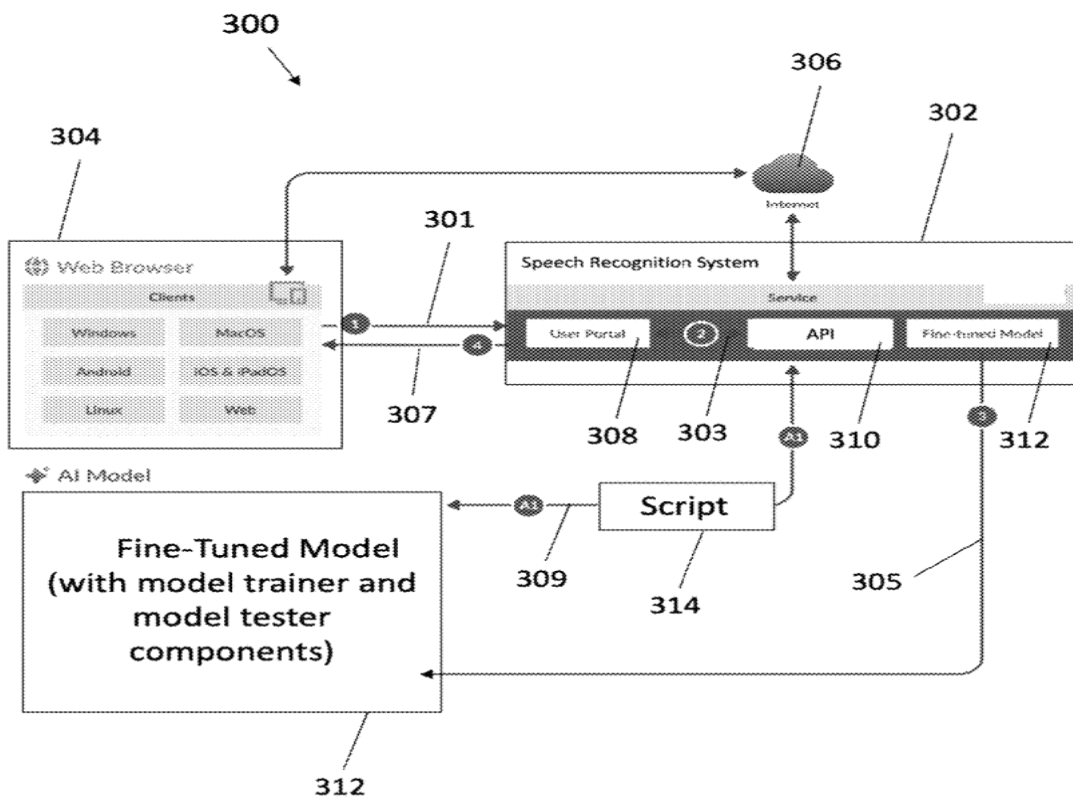 300
306
304
302
301
Internet
Web Browser
Speech Recognition System
Clients
Service
Windows
MacOS
1
User Portal
2
API
Fine-tuned Model
4
Android
iOS & iPadOS
Linux
Web
307
308
303
310
312
3
A1
AI Model
A1
Script
Fine-Tuned Model
(with model trainer and
model tester
components)
309
314
305
312